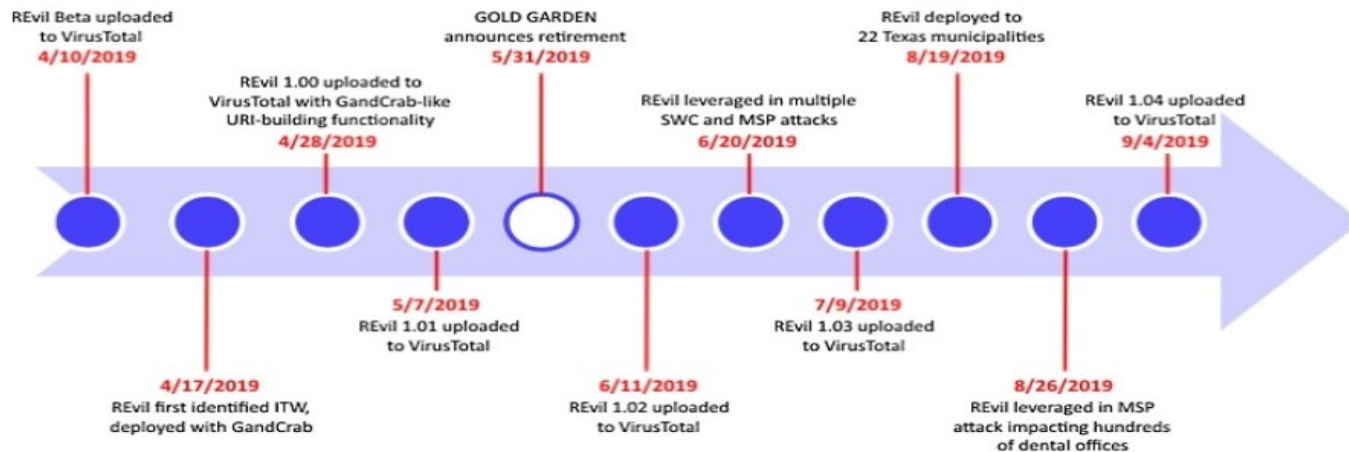 REvil Beta uploaded
to VirusTotal
4/10/2019
REvil first identified ITW,
deployed with GandCrab
4/17/2019
REvil 1.00 uploaded to
VirusTotal with GandCrab-like
URI-building functionality
4/28/2019
5/7/2019
REvil 1.01 uploaded
to VirusTotal
GOLD GARDEN
announces retirement
5/31/2019
6/11/2019
REvil 1.02 uploaded
to VirusTotal
REvil leveraged in multiple
SWC and MSP attacks
6/20/2019
7/9/2019
REvil 1.03 uploaded
to VirusTotal
REvil deployed to
22 Texas municipalities
8/19/2019
8/26/2019
REvil leveraged in MSP
attack impacting hundreds
of dental offices
REvil 1.04 uploaded
to VirusTotal
9/4/2019